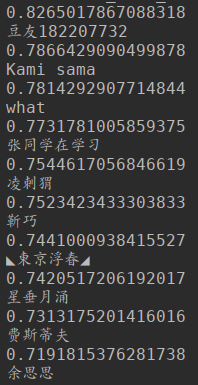 0.82650178670883​18
豆友182207732
0.7866429090499878
Kami sama
0.7814292907714844
what
0.7731781005859375
张同学在学习
0.7544617056846619
凌刺猬
0.7523423433303833
靳巧
0.7441000938415527
◣東京浮春◢
0.7420517206192017
星垂月涌
0.7313175201416016
费斯蒂夫
0.7191815376281738
余思思